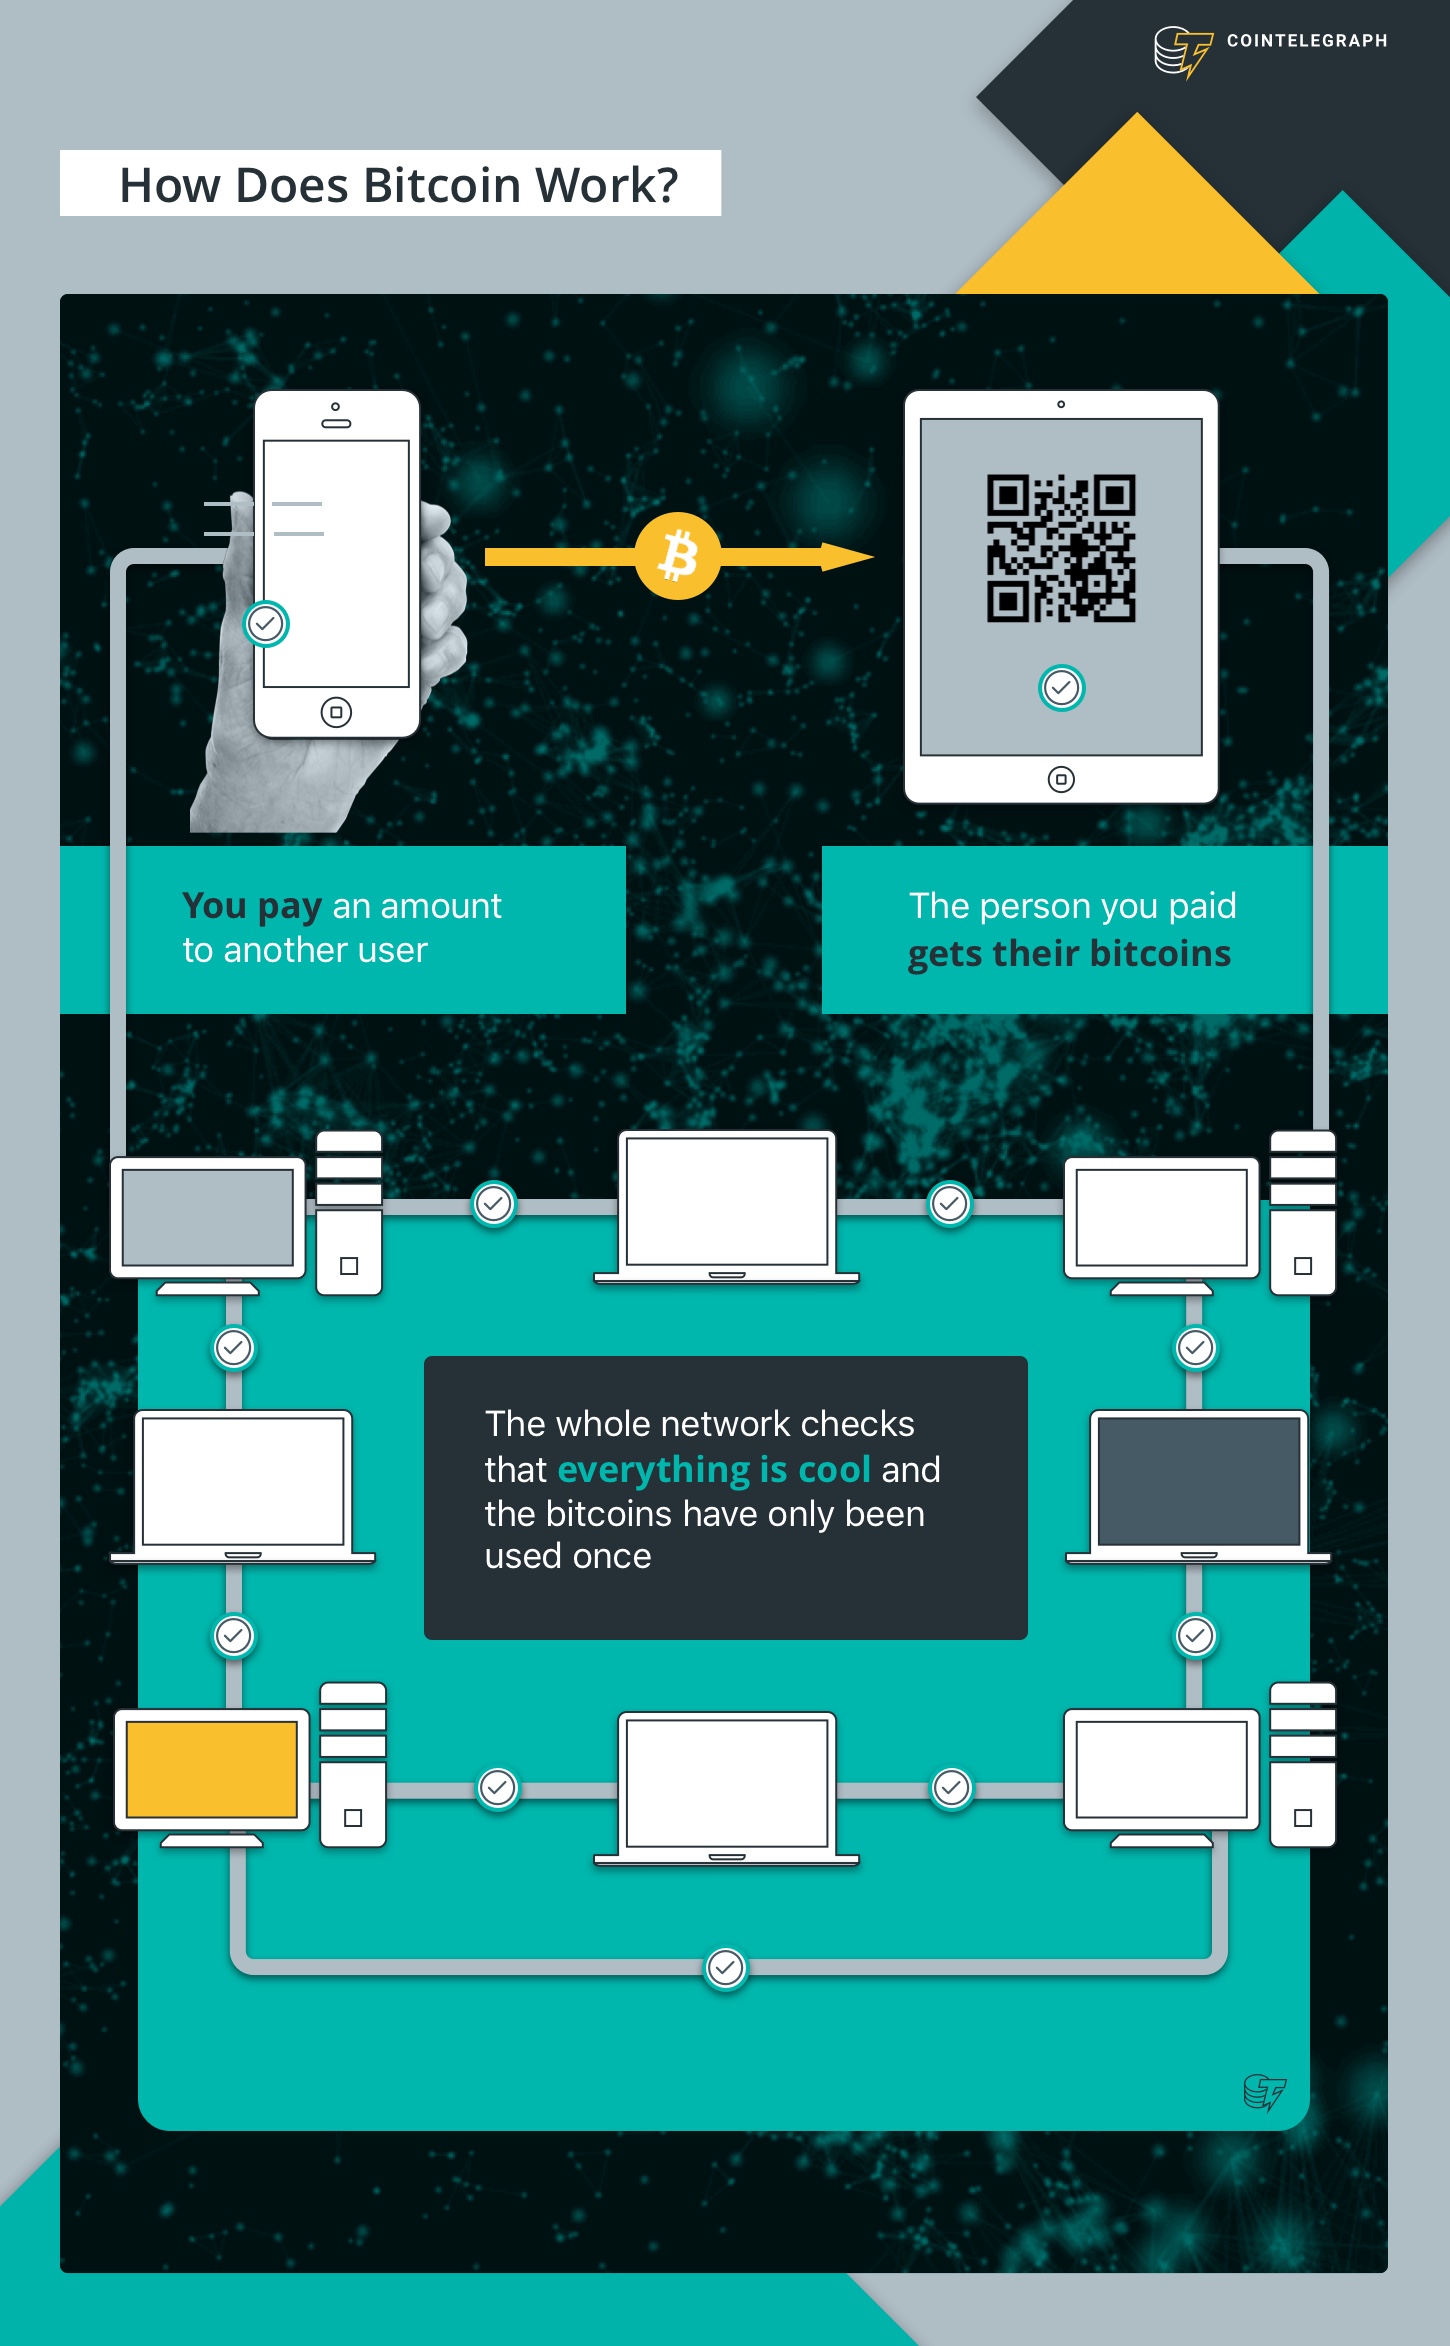 COINTELEGRAPH
How Does Bitcoin Work?
You pay an amount
to another user
The person you paid
gets their bitcoins
The whole network checks
that everything is cool and
the bitcoins have only been
used once